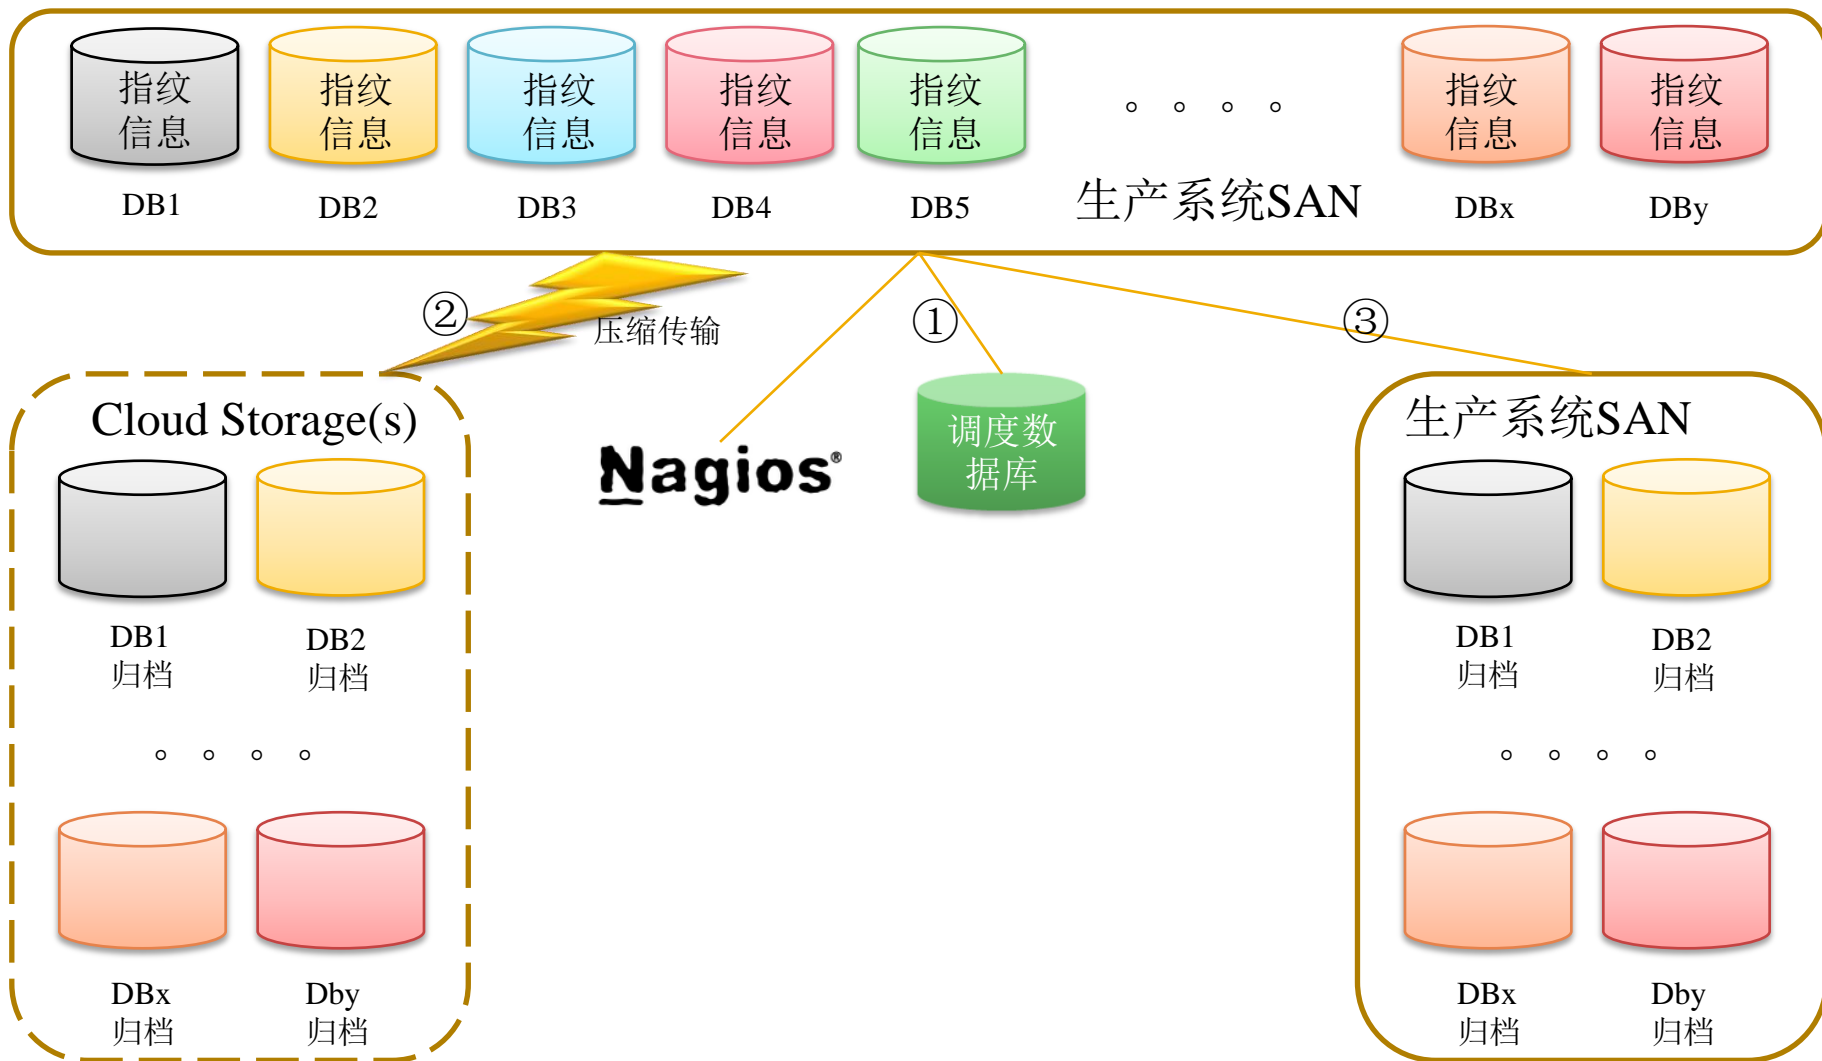 指纹
信息
指纹
信息
指纹
信息
指纹
信息
指纹
信息
。。。。
指纹
信息
指纹
信息
DB1
DB2
DB3
DB4
DB5
生产系统SAN
DBx
DBy
②
压缩传输
①
③
Cloud Storage(s)
DB1
归档
DB2
归档
。。。。
DBx
归档
Dby
归档
Nagios®
调度数
据库
生产系统SAN
DB1
归档
DB2
归档
。。。。
DBx
归档
Dby
归档